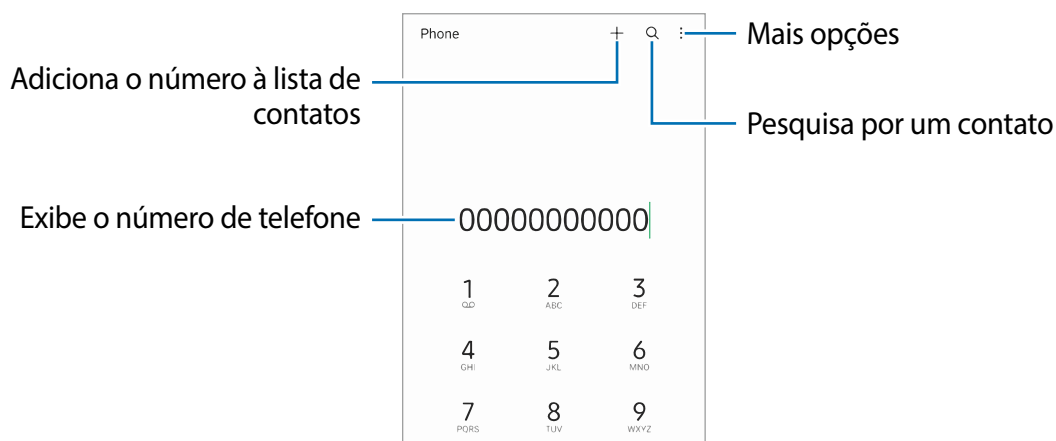 Phone
Mais opções
Adiciona o número à lista de
contatos
Pesquisa por um contato
Exibe o número de telefone
00000000000
1 2 3
ABC DEF
4 5 6
GHI JKL MNO
7 8 9
PQRS TUV WXYZ